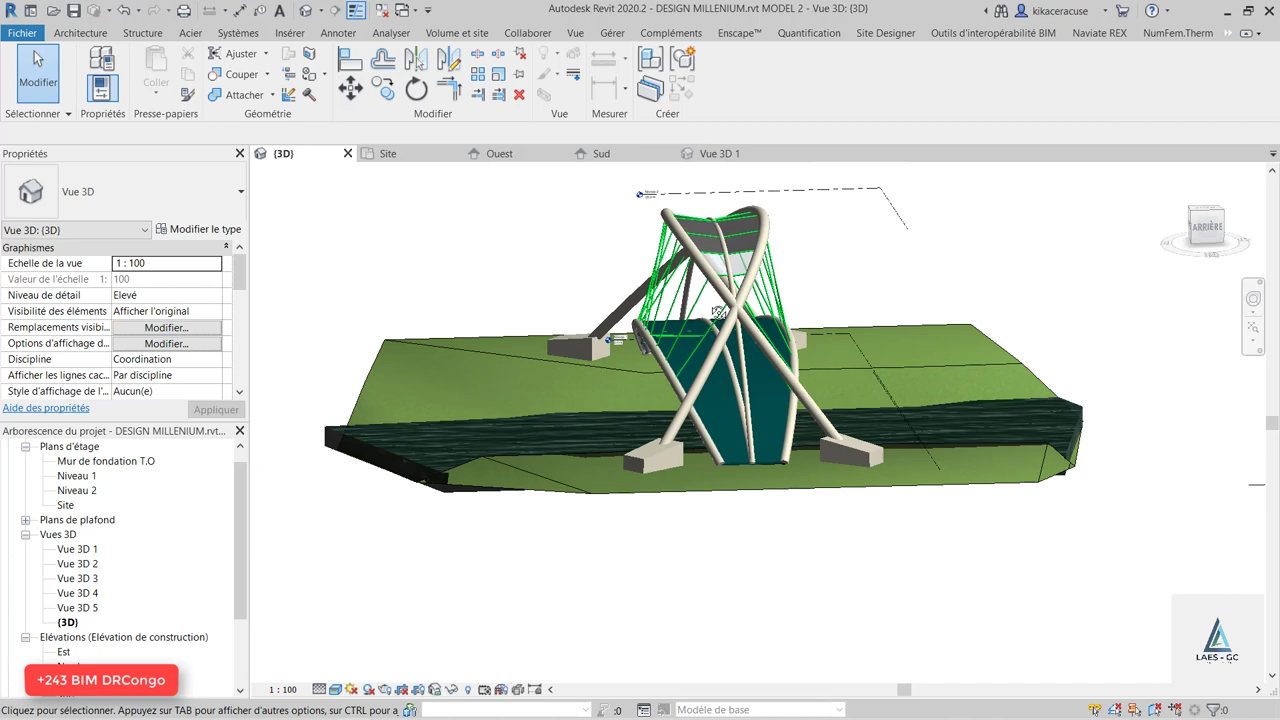 Autodesk Revit 2020.2 - DESIGN MILLENIUM.rvt MODEL 2 - Vue 3D: {3D}
kikaceracuse
Fichier Architecture Structure Acier Systèmes Insérer Annoter Analyser Volume et site Collaborer Vue Gérer Compléments Enscape™ Quantification Site Designer Outils d'interopérabilité BIM Naviate REX NumFem.Therm
Modifier
Coller
Ajuster
Couper
Attacher
Sélectionner Propriétés Presse-papiers Géométrie Modifier Vue Mesurer Créer
Propriétés
{3D} Site Ouest Sud Vue 3D 1
Vue 3D
Vue 3D: {3D} Modifier le type
Graphismes
Echelle de la vue 1 : 100
Valeur de l'échelle 1: 100
Niveau de détail Elevé
Visibilité des éléments Afficher l'original
Remplacements visibi... Modifier...
Options d'affichage d... Modifier...
Discipline Coordination
Afficher les lignes cac... Par discipline
Style d'affichage de l'... Aucun(e)
Aide des propriétés Appliquer
ARRIÈRE
Arborescence du projet - DESIGN MILLENIUM.rvt...
Plans d'étage
Mur de fondation T.O
Niveau 1
Niveau 2
Site
Plans de plafond
Vues 3D
Vue 3D 1
Vue 3D 2
Vue 3D 3
Vue 3D 4
Vue 3D 5
{3D}
Elévations (Elévation de construction)
Est
+243 BIM DRCongo
LAES - GC
1 : 100
Cliquez pour sélectionner. Appuyez sur TAB pour afficher d'autres options, sur CTRL pour a
:0
Modèle de base
:0